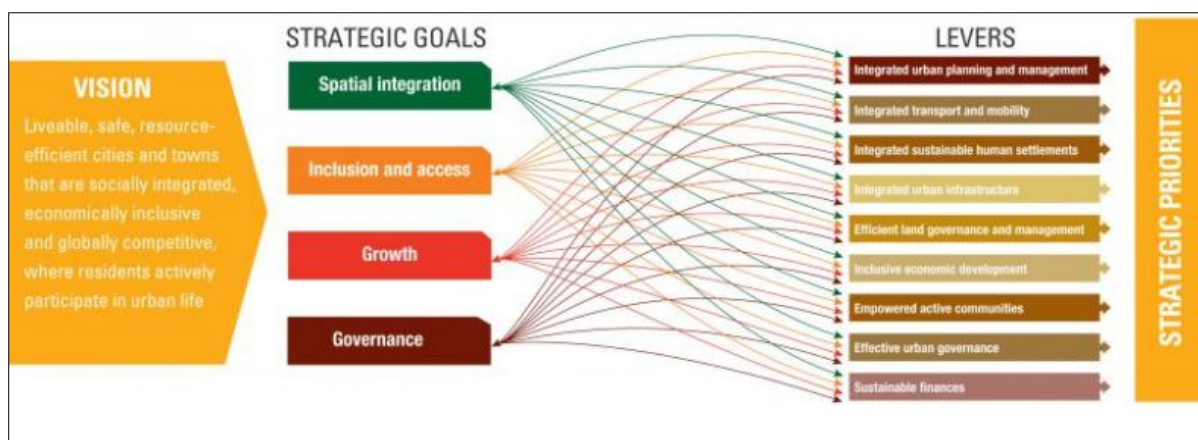 VISION
Liveable, safe, resource-
efficient cities and towns
that are socially integrated,
economically inclusive
and globally competitive,
where residents actively
participate in urban life
STRATEGIC GOALS
Spatial integration
Inclusion and access
Growth
Governance
LEVERS
Integrated urban planning and management
Integrated transport and mobility
Integrated sustainable human settlements
Integrated urban infrastructure
Efficient land governance and management
Inclusive economic development
Empowered active communities
Effective urban governance
Sustainable finances
STRATEGIC PRIORITIES